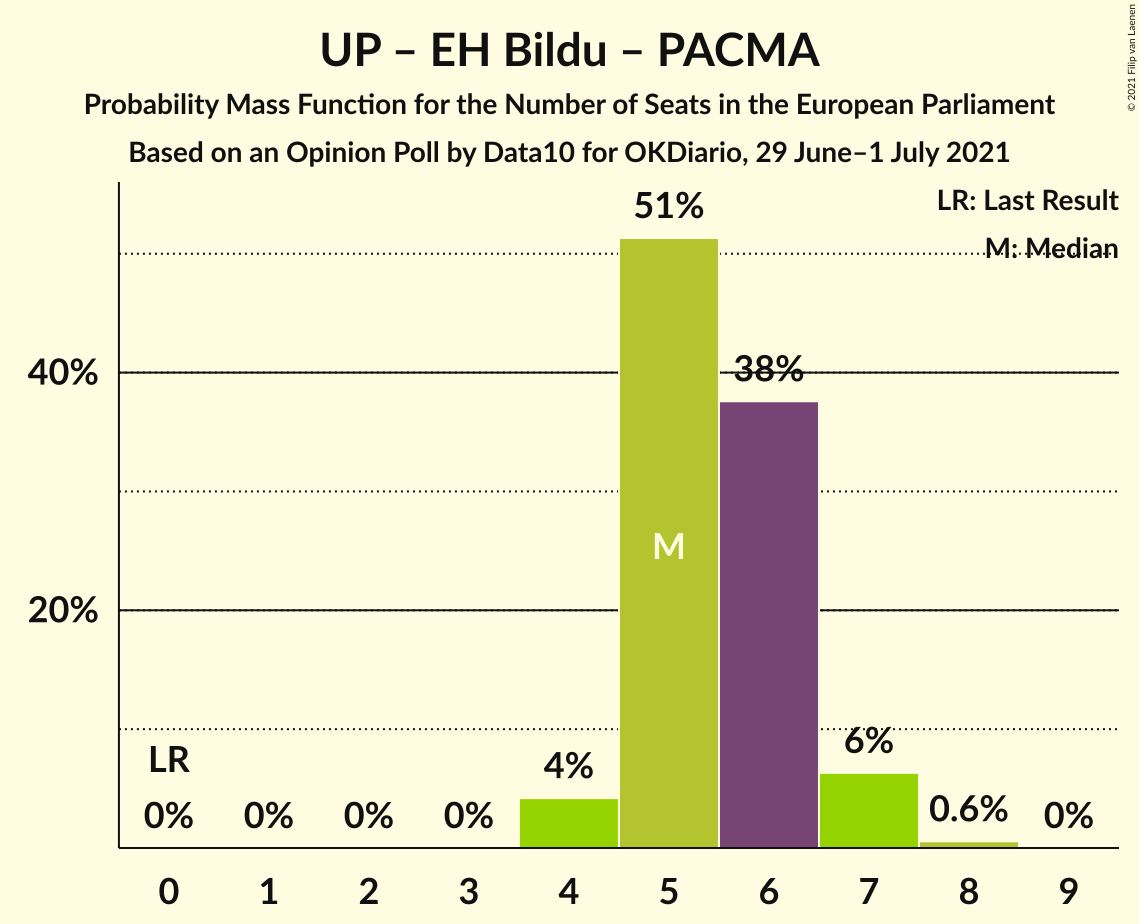 UP – EH Bildu – PACMA
Probability Mass Function for the Number of Seats in the European Parliament
Based on an Opinion Poll by Data10 for OKDiario, 29 June–1 July 2021
© 2021 Filip van Laenen
LR: Last Result
M: Median
51%
40%
38%
M
20%
LR
6%
4%
0% 0% 0% 0% 0.6% 0%
0 1 2 3 4 5 6 7 8 9